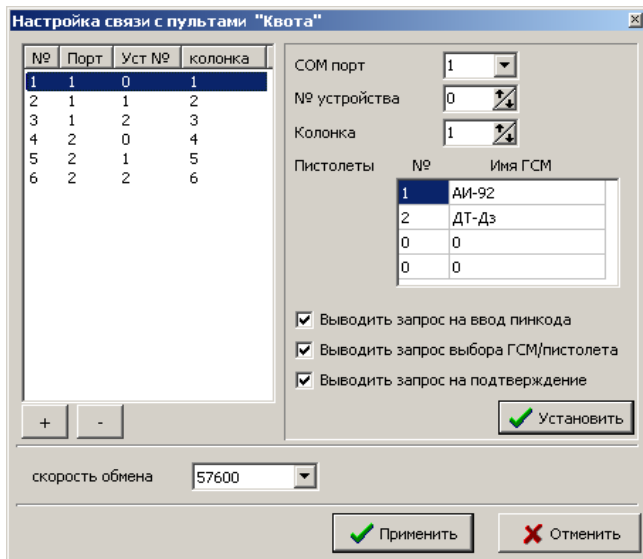 Настройка связи с пультами "Квота"
№ Порт Уст № колонка
1 1 0 1
2 1 1 2
3 1 2 3
4 2 0 4
5 2 1 5
6 2 2 6
+ -
COM порт 1
№ устройства 0
Колонка 1
Пистолеты № Имя ГСМ
1 АИ-92
2 ДТ-Дз
0 0
0 0
Выводить запрос на ввод пинкода
Выводить запрос выбора ГСМ/пистолета
Выводить запрос на подтверждение
Установить
скорость обмена 57600
Применить Отменить